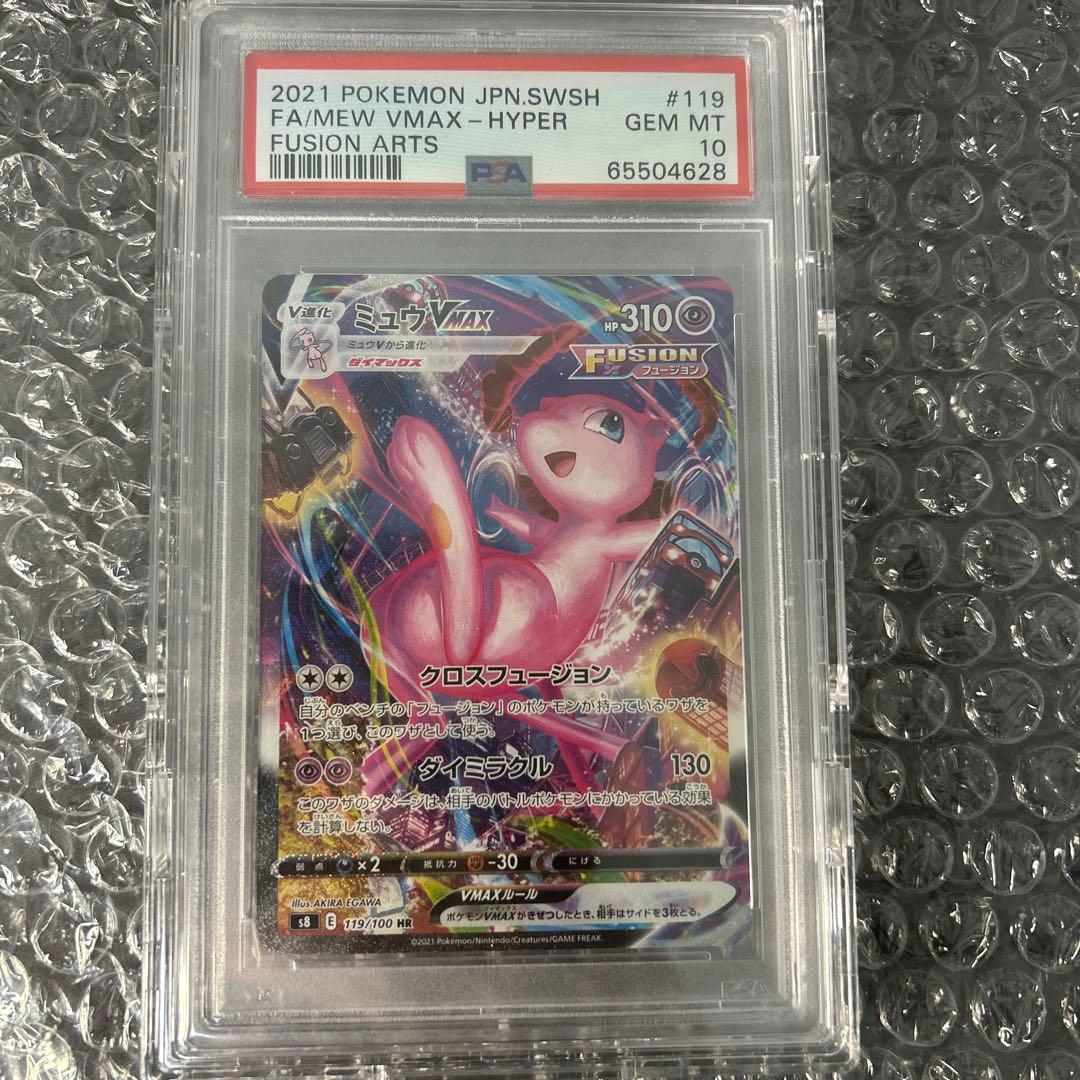 2021 POKEMON JPN.SWSH #119
FA/MEW VMAX-HYPER GEM MT
FUSION ARTS 10
PSA 65504628
V進化 ミュウVMAX HP310
ミュウVから進化
ダイマックス
FUSION
フュージョン
クロスフュージョン
自分のベンチの「フュージョン」のポケモンが持っているワザを
1つ選び、このワザとして使う。
ダイミラクル 130
このワザのダメージは、相手のバトルポケモンにかかっている効果
を計算しない。
弱点 ×2 抵抗力 -30 にげる
Illus. AKIRA EGAWA
VMAXルール
ポケモンVMAXがきぜつしたとき、相手はサイドを3枚とる。
s8 E 119/100 HR
©2021 Pokémon/Nintendo/Creatures/GAME FREAK.
PSA